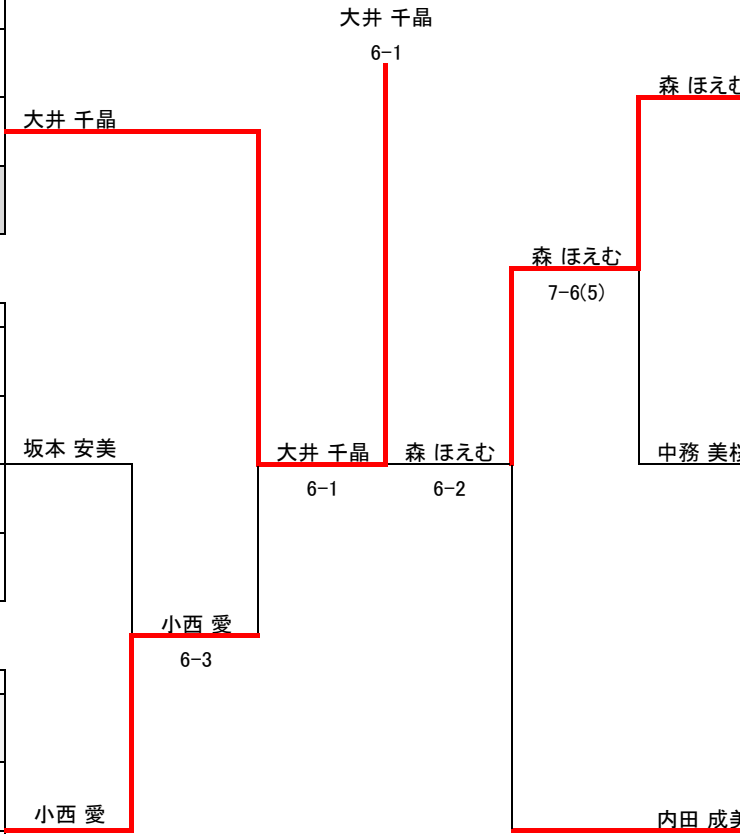 大井 千晶
6-1
森 ほえむ
大井 千晶
森 ほえむ
7-6(5)
坂本 安美
大井 千晶
森 ほえむ
中務 美桜
6-1
6-2
小西 愛
6-3
小西 愛
内田 成美